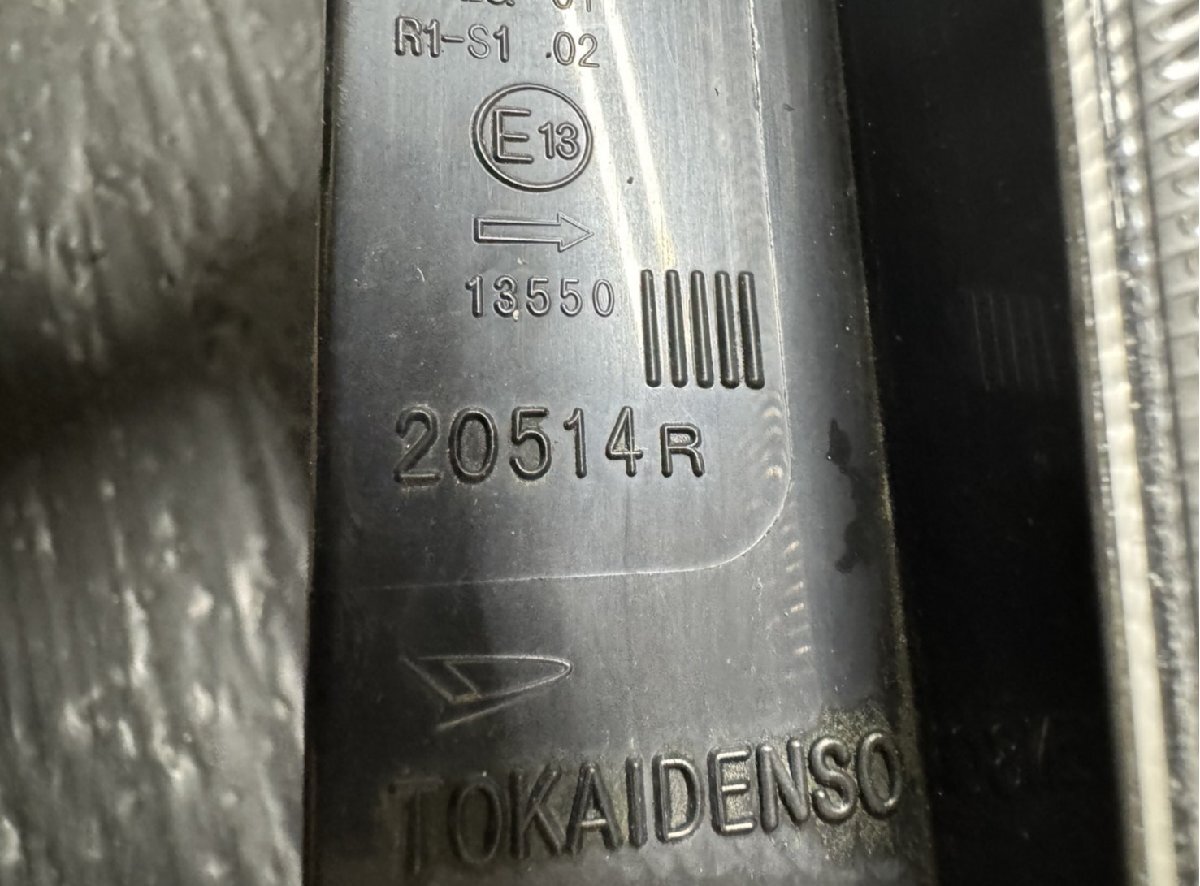 R1-S1 02
E13
13550
20514R
TOKAIDENSO